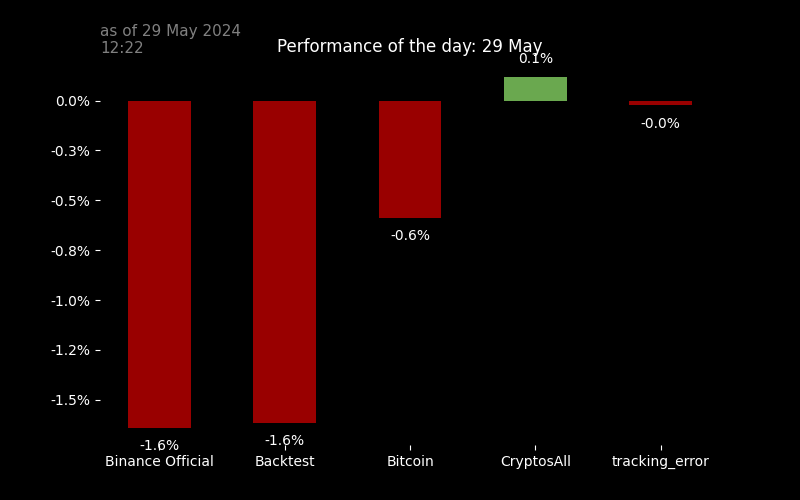 as of 29 May 2024
12:22
Performance of the day: 29 May
0.1%
0.0%
-0.0%
-0.3%
-0.5%
-0.6%
-0.8%
-1.0%
-1.2%
-1.5%
-1.6%
-1.6%
Binance Official
Backtest
Bitcoin
CryptosAll
tracking_error